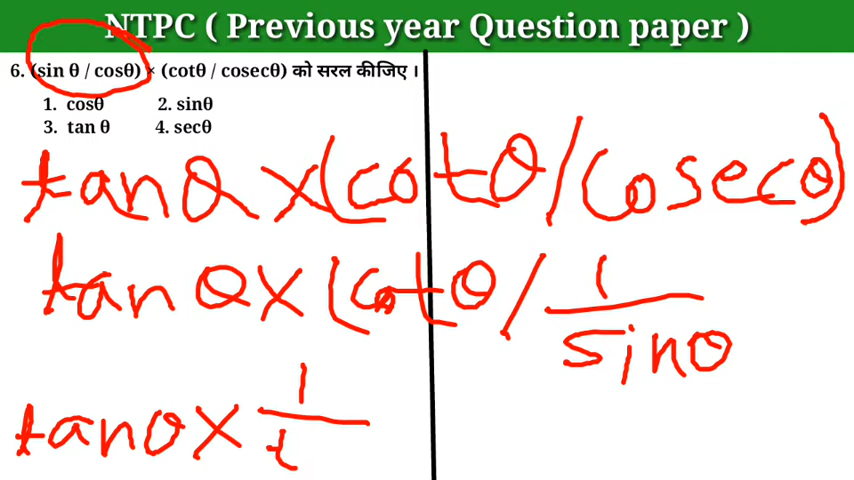 NTPC ( Previous year Question paper )
6. (sin θ / cosθ) × (cotθ / cosecθ) को सरल कीजिए ।
1. cosθ 2. sinθ
3. tan θ 4. secθ
tanθ × (cotθ / cosecθ)
tanθ × (cotθ / 1
sinθ
tanθ × 1
t